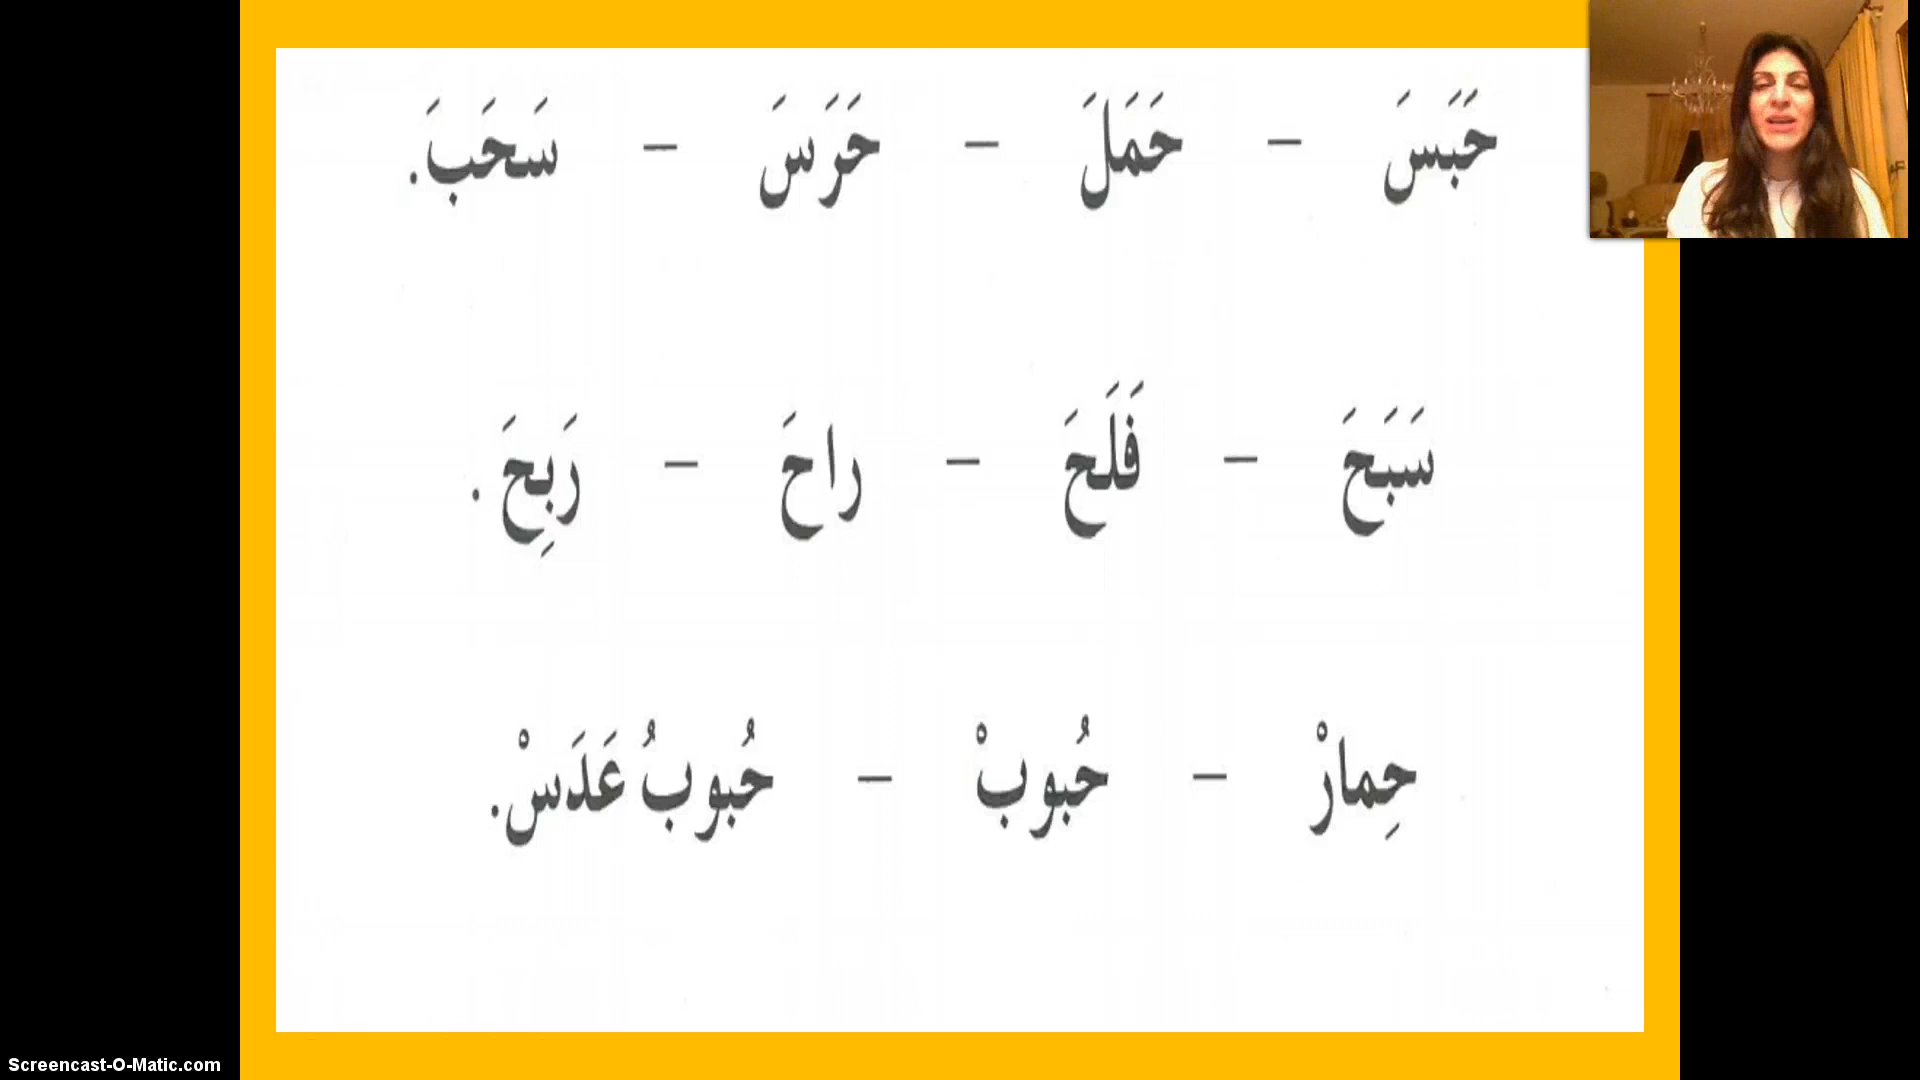 حَبَسَ – حَمَلَ – حَرَسَ – سَحَبَ.
سَبَحَ – فَلَحَ – راحَ – رَبِحَ .
حِمارْ – حُبوبْ – حُبوبُ عَدَسْ.
Screencast-O-Matic.com